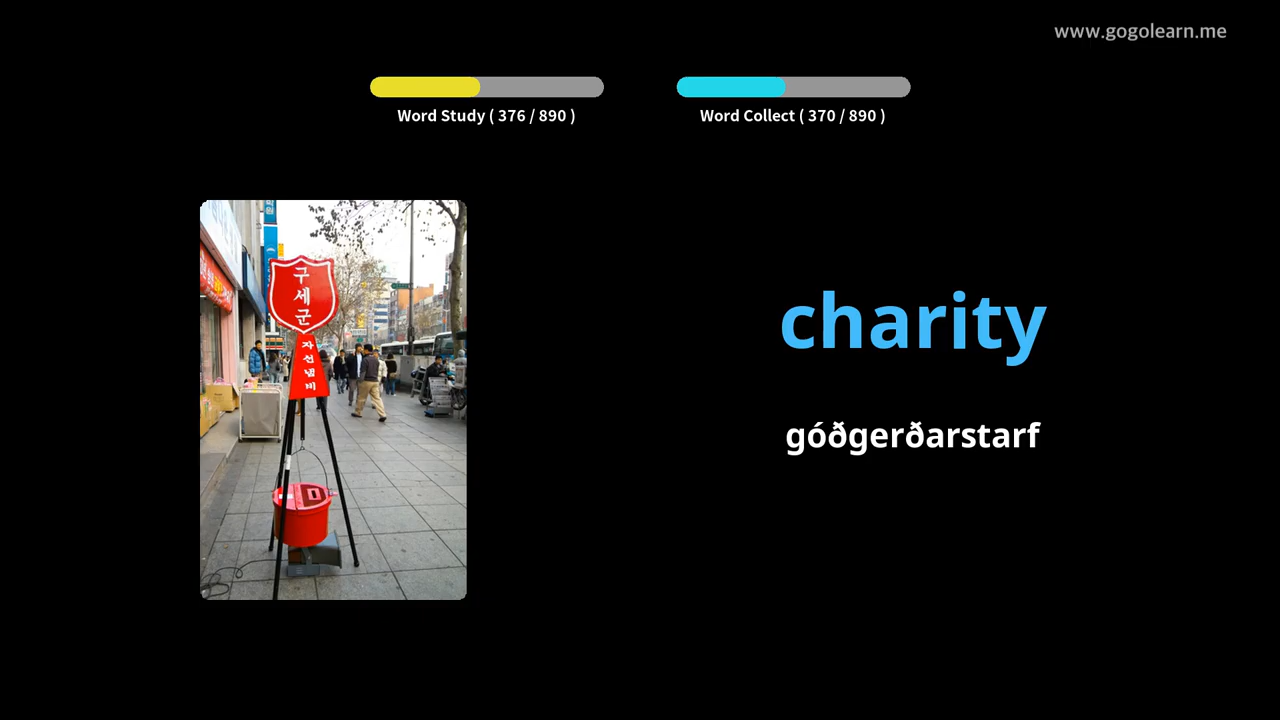 www.gogolearn.me
Word Study ( 376 / 890 )
Word Collect ( 370 / 890 )
구세군
자선냄비
charity
góðgerðarstarf